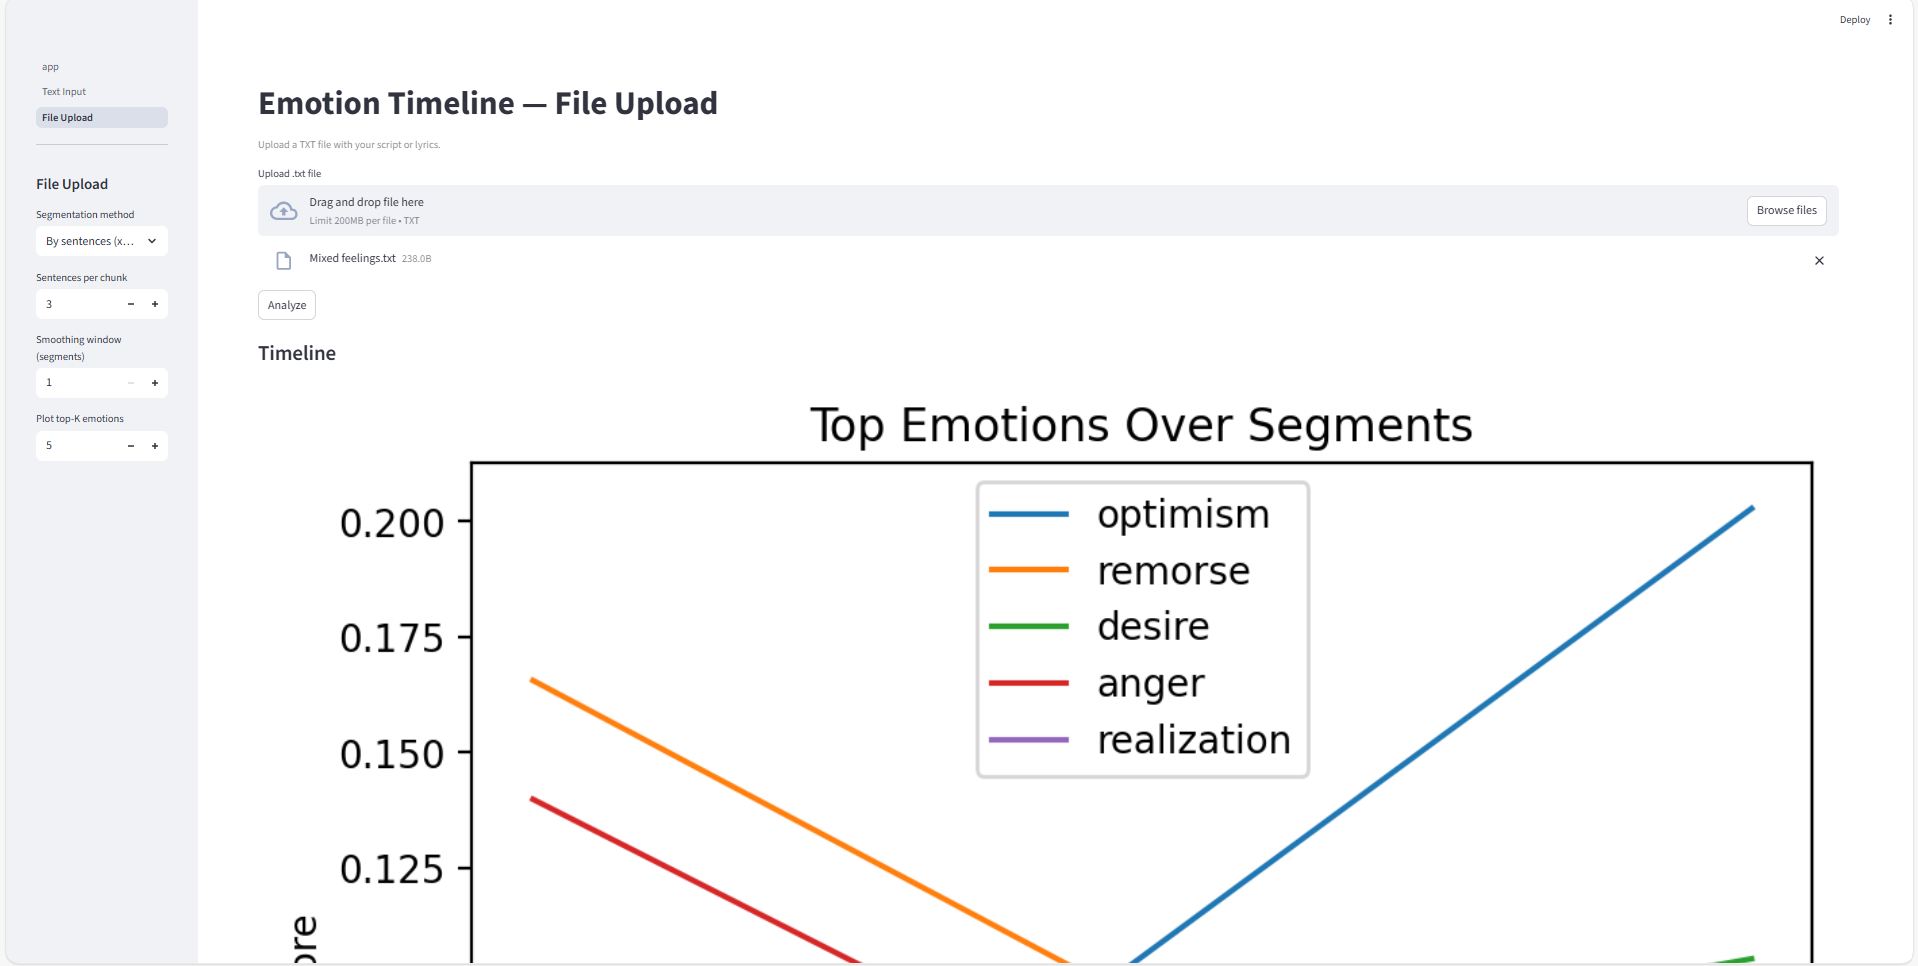 Deploy
app
Text Input
File Upload
File Upload
Segmentation method
By sentences (x...
Sentences per chunk
3
Smoothing window
(segments)
1
Plot top-K emotions
5
Emotion Timeline — File Upload
Upload a TXT file with your script or lyrics.
Upload .txt file
Drag and drop file here
Limit 200MB per file • TXT
Browse files
Mixed feelings.txt 238.0B
Analyze
Timeline
Top Emotions Over Segments
optimism
remorse
desire
anger
realization
0.200
0.175
0.150
0.125